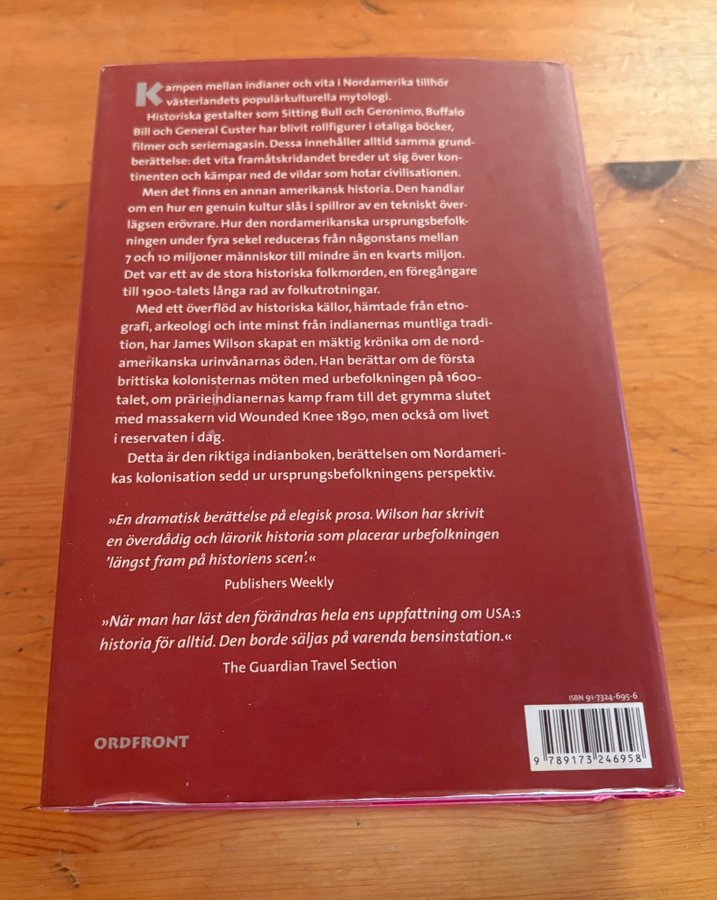 Kampen mellan indianer och vita i Nordamerika tillhör
västerlandets populärkulturella mytologi.
Historiska gestalter som Sitting Bull och Geronimo, Buffalo
Bill och General Custer har blivit rollfigurer i otaliga böcker,
filmer och seriemagasin. Dessa innehåller alltid samma grund-
berättelse: det vita framåtskridandet breder ut sig över kon-
tinenten och kämpar ned de vildar som hotar civilisationen.
Men det finns en annan amerikansk historia. Den handlar
om en hur en genuin kultur slås i spillror av en tekniskt över-
lägsen erövrare. Hur den nordamerikanska ursprungsbefolk-
ningen under fyra sekel reduceras från någonstans mellan
7 och 10 miljoner människor till mindre än en kvarts miljon.
Det var ett av de stora historiska folkmorden, en föregångare
till 1900-talets långa rad av folkutrotningar.
Med ett överflöd av historiska källor, hämtade från etno-
grafi, arkeologi och inte minst från indianernas muntliga tradi-
tion, har James Wilson skapat en mäktig krönika om de nord-
amerikanska urinvånarnas öden. Han berättar om de första
brittiska kolonisternas möten med urbefolkningen på 1600-
talet, om prärieindianernas kamp fram till det grymma slutet
med massakern vid Wounded Knee 1890, men också om livet
i reservaten i dag.
Detta är den riktiga indianboken, berättelsen om Nordameri-
kas kolonisation sedd ur ursprungsbefolkningens perspektiv.
»En dramatisk berättelse på elegisk prosa. Wilson har skrivit
en överdådig och lärorik historia som placerar urbefolkningen
'längst fram på historiens scen'.«
Publishers Weekly
»När man har läst den förändras hela ens uppfattning om USA:s
historia för alltid. Den borde säljas på varenda bensinstation.«
The Guardian Travel Section
ISBN 91-7324-695-6
ORDFRONT
9 789173 246958